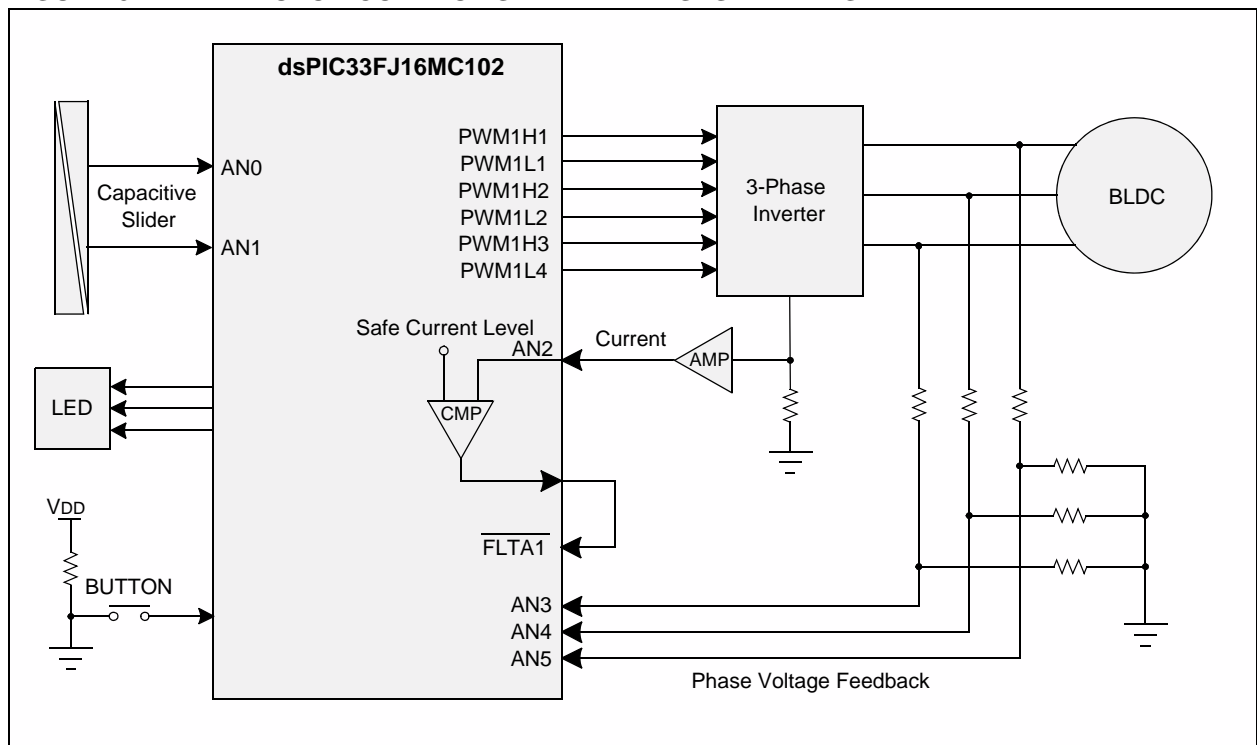 dsPIC33FJ16MC102
PWM1H1
PWM1L1
PWM1H2
PWM1L2
PWM1H3
PWM1L4
AN0
Capacitive
Slider
AN1
3-Phase
Inverter
BLDC
Safe Current Level
AN2
Current
AMP
CMP
LED
VDD
BUTTON
FLTA1
AN3
AN4
AN5
Phase Voltage Feedback